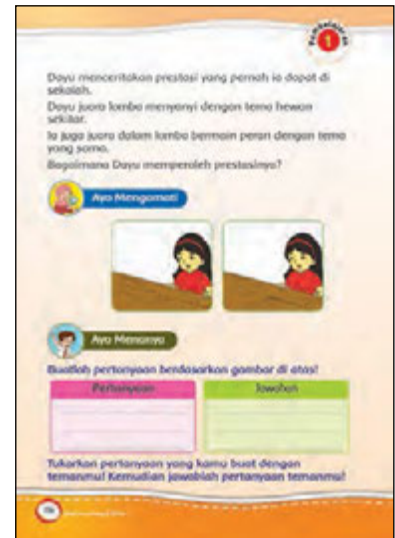 Pembelajaran
1
Dayu menceritakan prestasi yang pernah ia dapat di
sekolah.
Dayu juara lomba menyanyi dengan tema hewan
sekitar.
Ia juga juara dalam lomba bermain peran dengan tema
yang sama.
Bagaimana Dayu memperoleh prestasinya?
Ayo Mengamati
Ayo Menanya
Buatlah pertanyaan berdasarkan gambar di atas!
Pertanyaan
Jawaban
Tukarkan pertanyaan yang kamu buat dengan
temanmu! Kemudian jawablah pertanyaan temanmu!